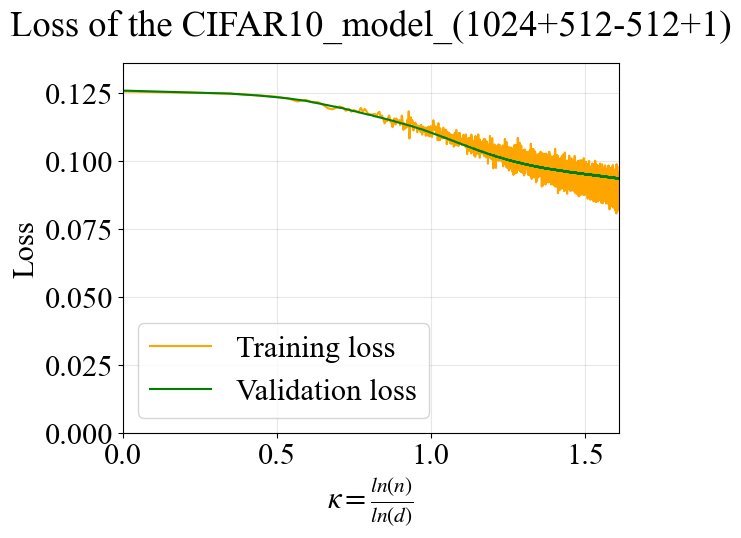 Loss of the CIFAR10_model_(1024+512-512+1)
Loss
0.125
0.100
0.075
0.050
0.025
0.000
Training loss
Validation loss
0.0 0.5 1.0 1.5
κ = ln(n) / ln(d)